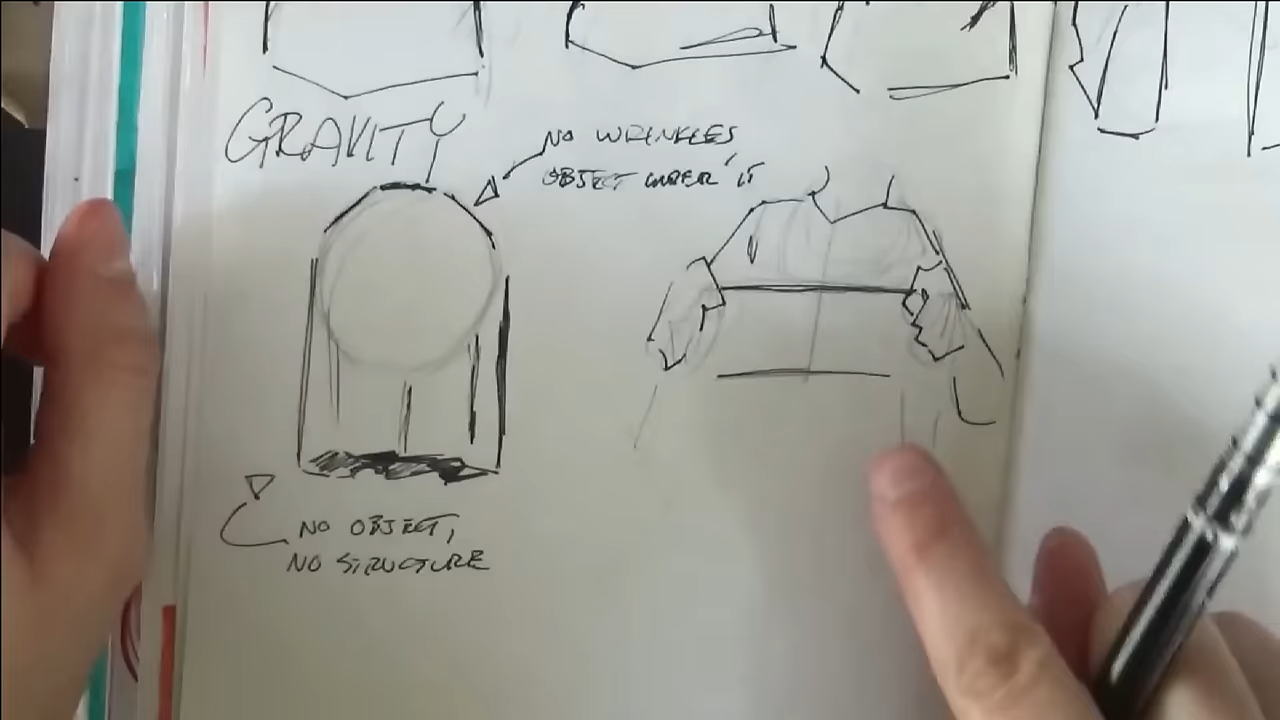 GRAVITY
NO WRINKLES,
OBJECT UNDER IT
NO OBJECT,
NO STRUCTURE